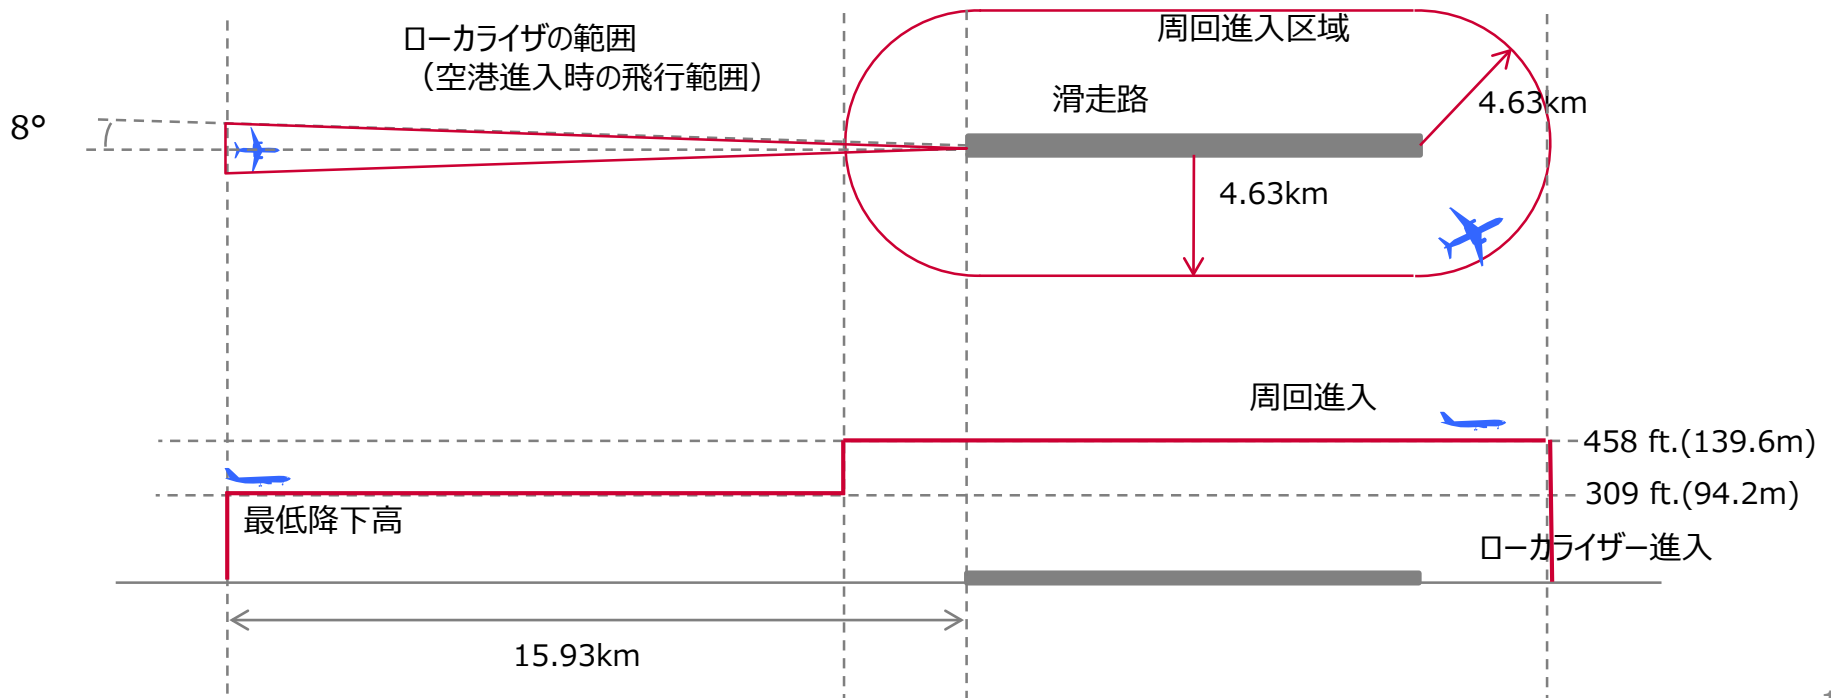 ローカライザの範囲
（空港進入時の飛行範囲）
周回進入区域
滑走路
4.63km
8°
4.63km
周回進入
458 ft.(139.6m)
309 ft.(94.2m)
最低降下高
ローカライザー進入
15.93km